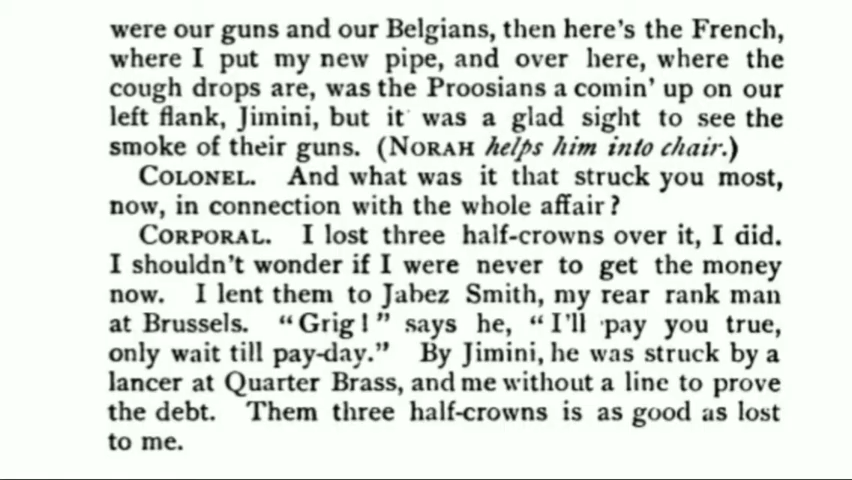 were our guns and our Belgians, then here's the French,
where I put my new pipe, and over here, where the
cough drops are, was the Proosians a comin' up on our
left flank, Jimini, but it was a glad sight to see the
smoke of their guns. (NORAH helps him into chair.)
COLONEL. And what was it that struck you most,
now, in connection with the whole affair?
CORPORAL. I lost three half-crowns over it, I did.
I shouldn't wonder if I were never to get the money
now. I lent them to Jabez Smith, my rear rank man
at Brussels. "Grig!" says he, "I'll pay you true,
only wait till pay-day." By Jimini, he was struck by a
lancer at Quarter Brass, and me without a line to prove
the debt. Them three half-crowns is as good as lost
to me.